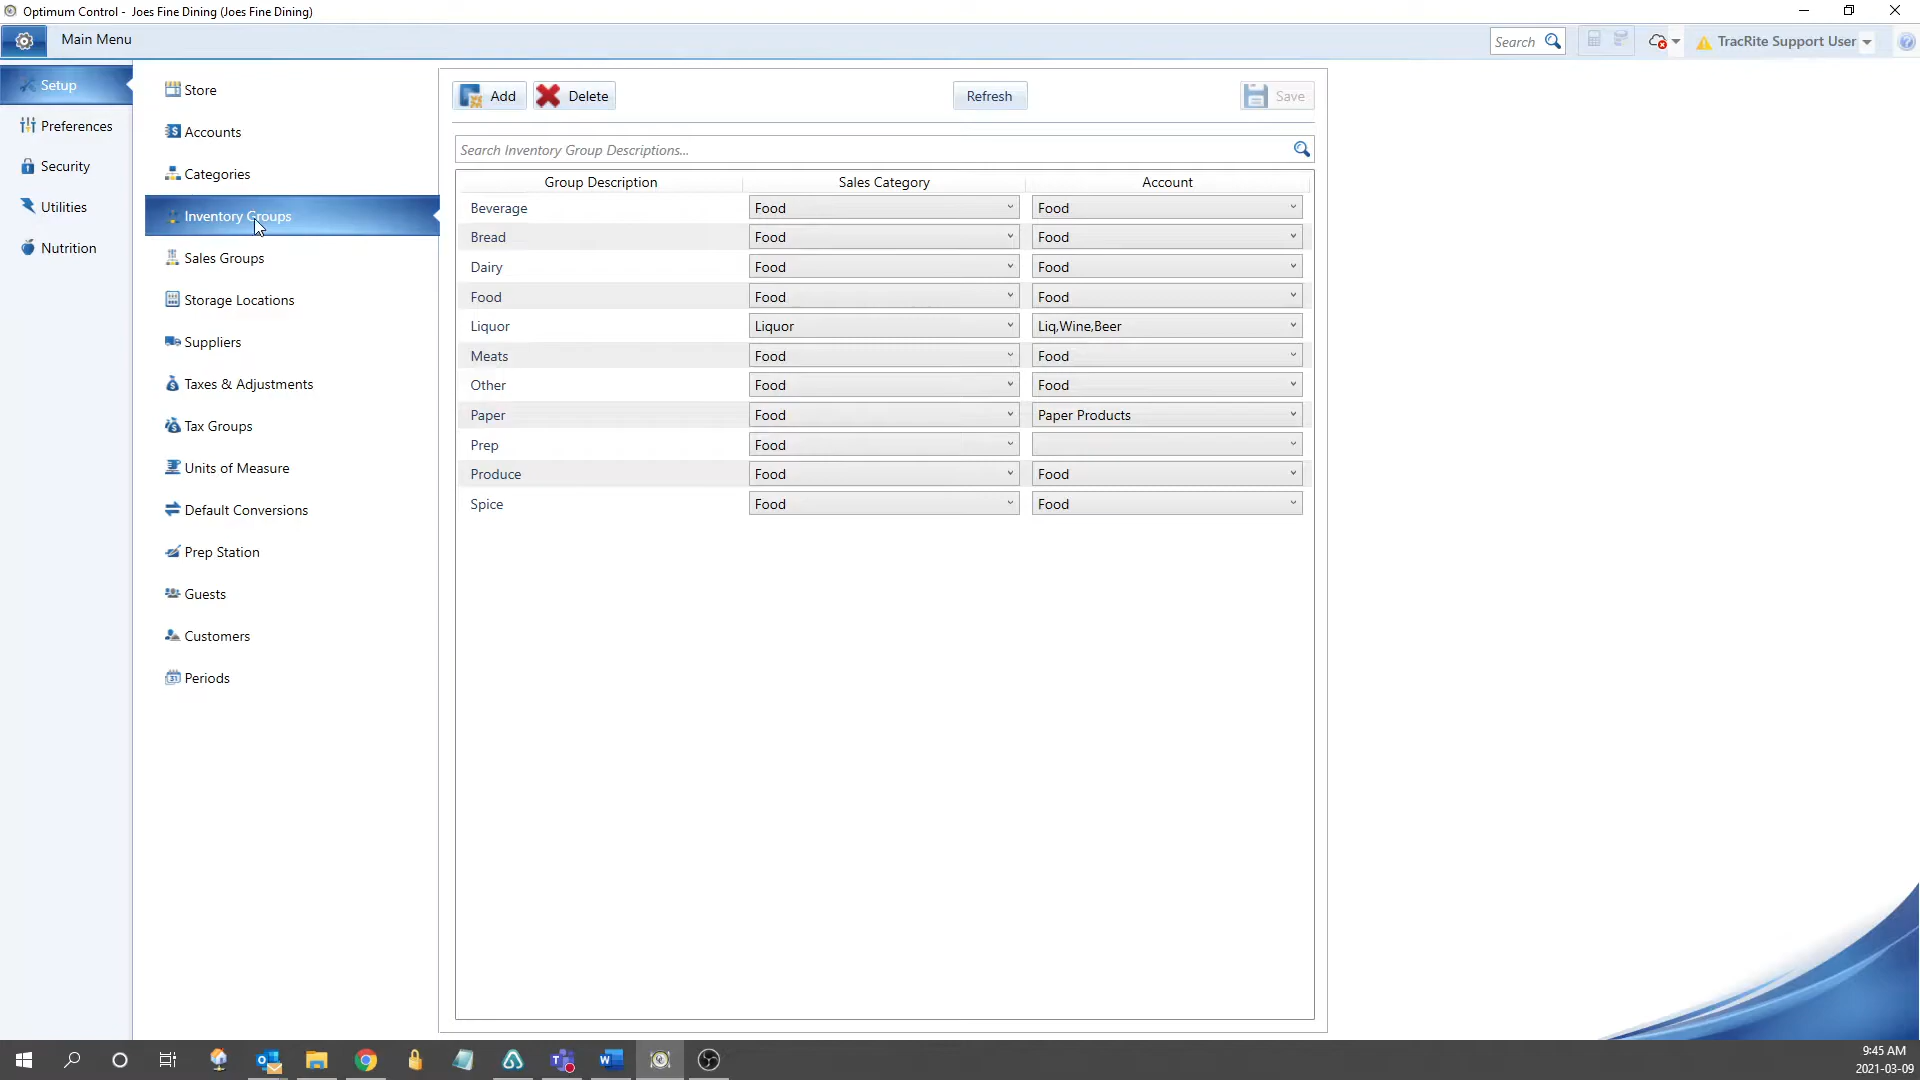 Optimum Control - Joes Fine Dining (Joes Fine Dining)
Main Menu
Search
TracRite Support User
Setup
Preferences
Security
Utilities
Nutrition
Store
Accounts
Categories
Inventory Groups
Sales Groups
Storage Locations
Suppliers
Taxes & Adjustments
Tax Groups
Units of Measure
Default Conversions
Prep Station
Guests
Customers
Periods
Add Delete Refresh Save
Search Inventory Group Descriptions...
Group Description Sales Category Account
Beverage Food Food
Bread Food Food
Dairy Food Food
Food Food Food
Liquor Liquor Liq,Wine,Beer
Meats Food Food
Other Food Food
Paper Food Paper Products
Prep Food
Produce Food Food
Spice Food Food
9:45 AM
2021-03-09